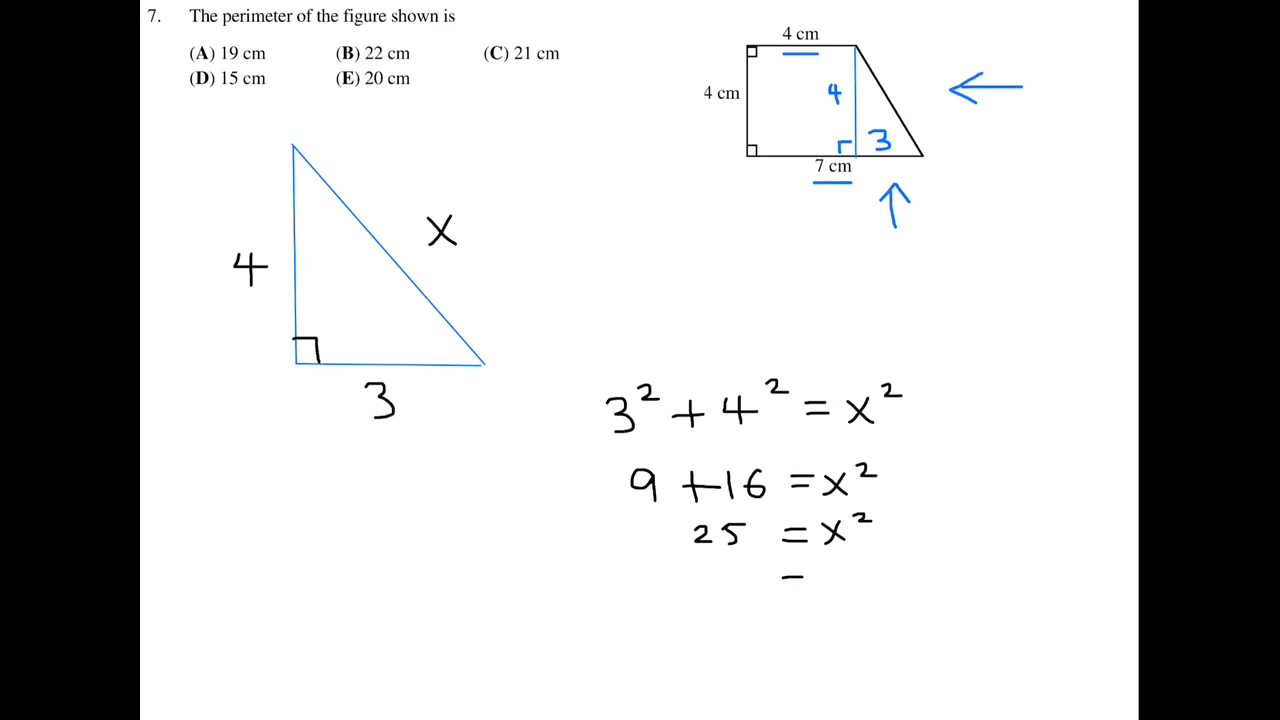 7. The perimeter of the figure shown is
(A) 19 cm (B) 22 cm (C) 21 cm
(D) 15 cm (E) 20 cm
4 cm
4 cm
4
3
7 cm
4
x
3
3² + 4² = x²
9 + 16 = x²
25 = x²
=